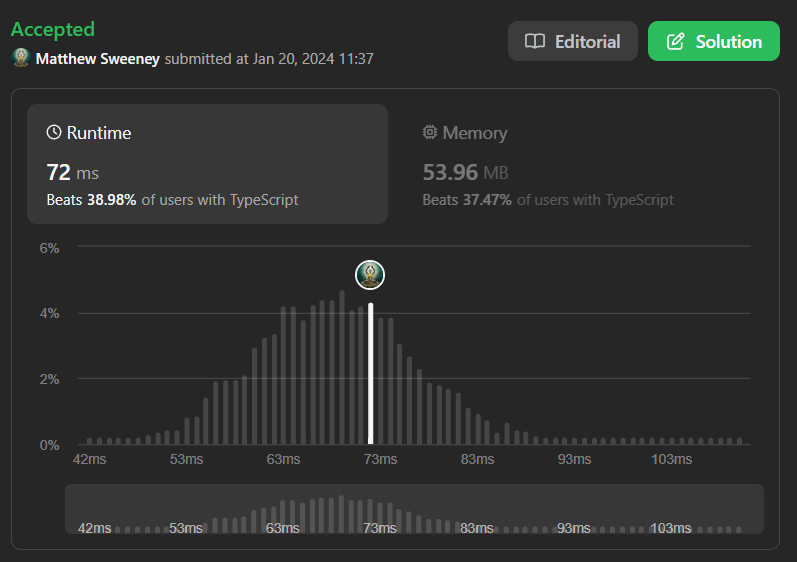 Accepted
Matthew Sweeney submitted at Jan 20, 2024 11:37
Editorial
Solution
Runtime
72 ms
Beats 38.98% of users with TypeScript
Memory
53.96 MB
Beats 37.47% of users with TypeScript
6%
4%
2%
0%
42ms 53ms 63ms 73ms 83ms 93ms 103ms
42ms 53ms 63ms 73ms 83ms 93ms 103ms